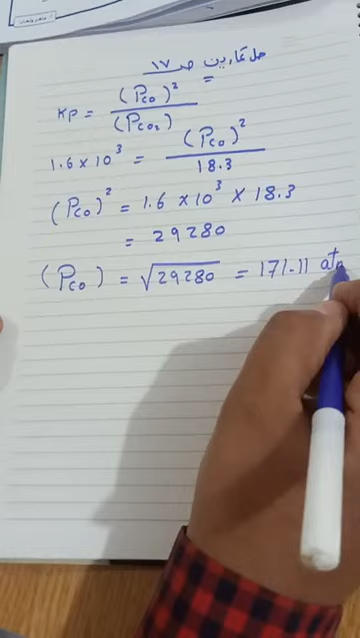 حل تمارين ص ١٧
Kp = (PCO)² / (PCO₂)
1.6 × 10³ = (PCO)² / 18.3
(PCO)² = 1.6 × 10³ × 18.3
= 29280
(PCO) = √29280 = 171.11 atm